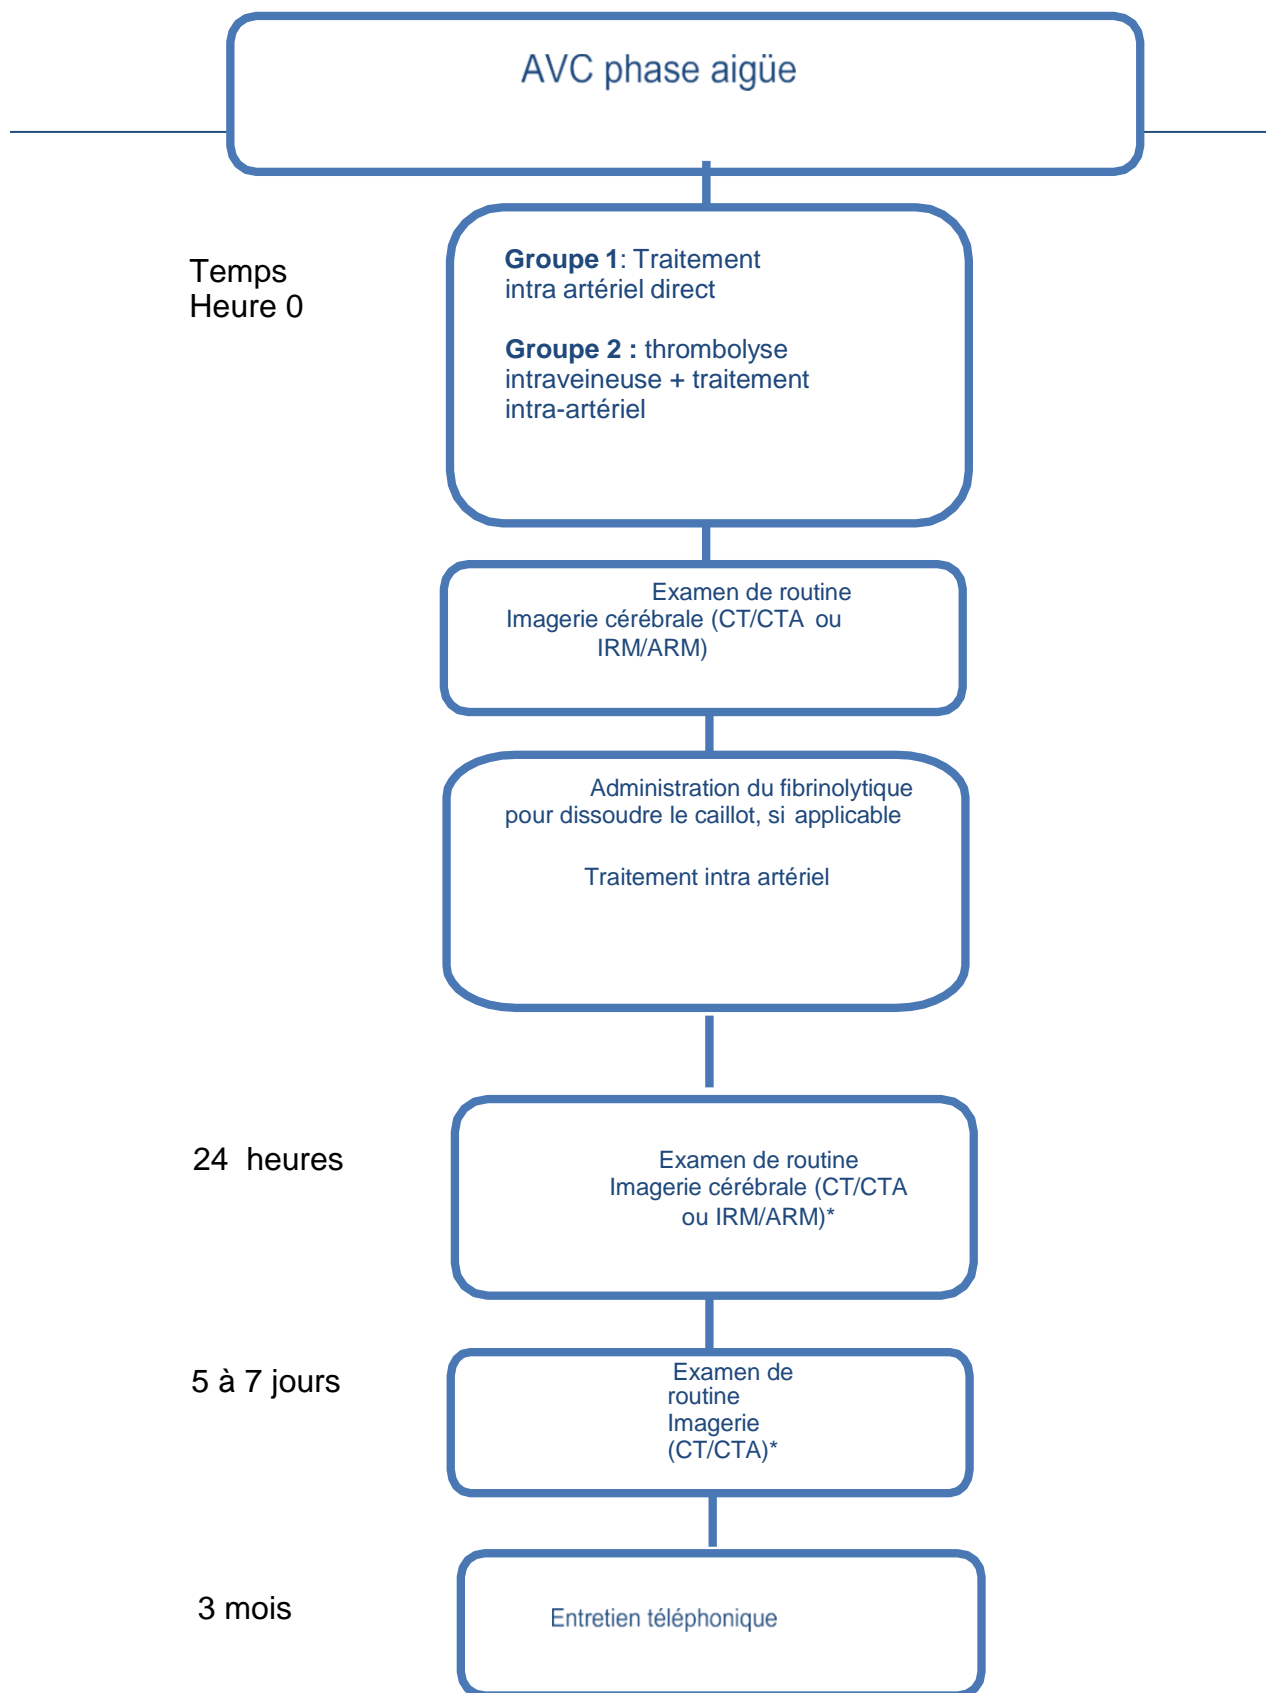 AVC phase aigüe
Temps
Heure 0
Groupe 1: Traitement
intra artériel direct
Groupe 2 : thrombolyse
intraveineuse + traitement
intra-artériel
Examen de routine
Imagerie cérébrale (CT/CTA ou
IRM/ARM)
Administration du fibrinolytique
pour dissoudre le caillot, si applicable
Traitement intra artériel
24 heures
Examen de routine
Imagerie cérébrale (CT/CTA
ou IRM/ARM)*
5 à 7 jours
Examen de
routine
Imagerie
(CT/CTA)*
3 mois
Entretien téléphonique